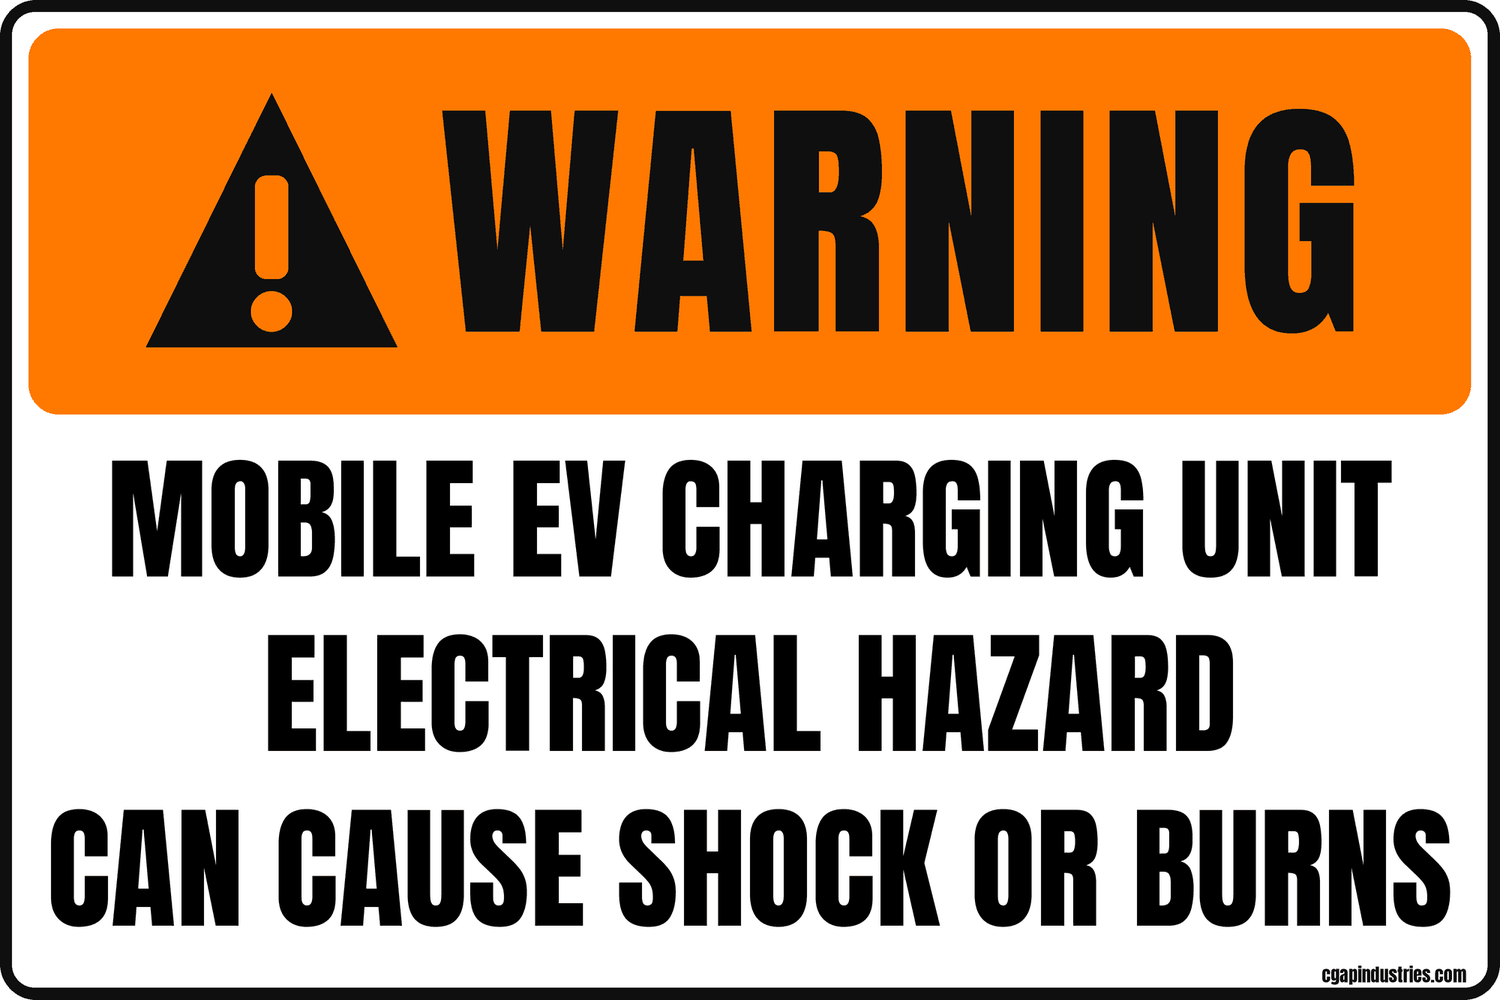 WARNING
MOBILE EV CHARGING UNIT
ELECTRICAL HAZARD
CAN CAUSE SHOCK OR BURNS
cgapindustries.com